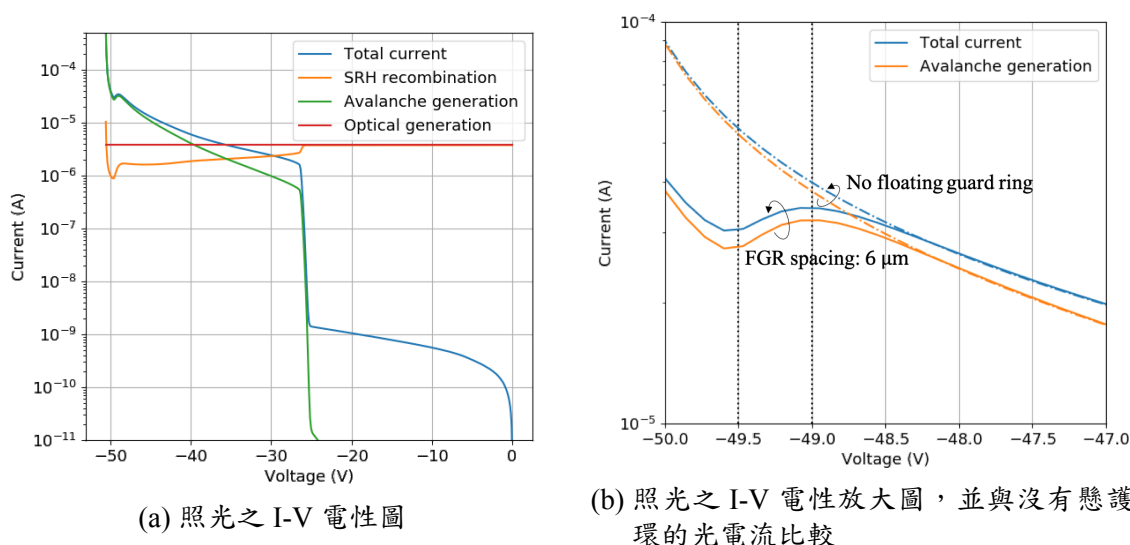 10⁻⁴
10⁻⁵
10⁻⁶
10⁻⁷
10⁻⁸
10⁻⁹
10⁻¹⁰
10⁻¹¹
Current (A)
Total current
SRH recombination
Avalanche generation
Optical generation
−50 −40 −30 −20 −10 0
Voltage (V)
(a) 照光之 I-V 電性圖
10⁻⁴
10⁻⁵
Current (A)
Total current
Avalanche generation
No floating guard ring
FGR spacing: 6 μm
−50.0 −49.5 −49.0 −48.5 −48.0 −47.5 −47.0
Voltage (V)
(b) 照光之 I-V 電性放大圖，並與沒有懸護
環的光電流比較